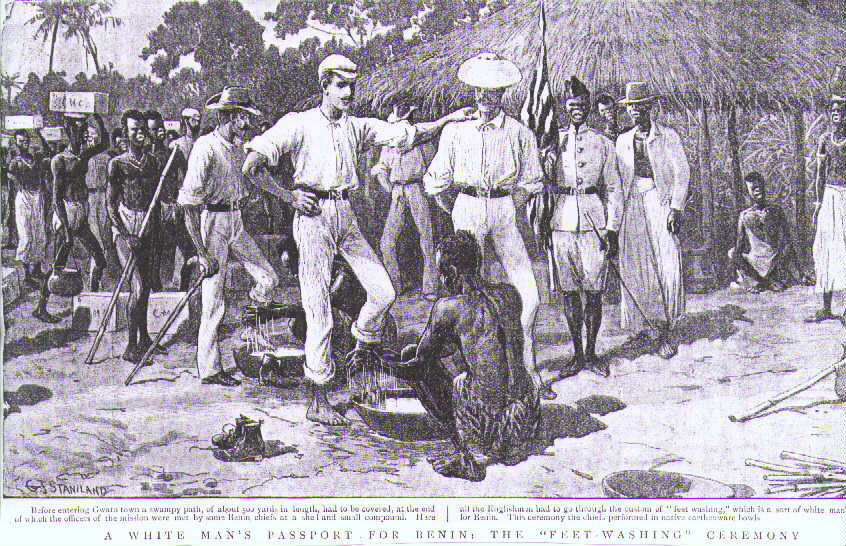 C.J. STANILAND
Before entering Gwato town a swampy path, of about 500 yards in length, had to be covered, at the end
of which the officers of the mission were met by some Benin chiefs at a shed and small compound. Here
all the Englishmen had to go through the custom of "feet washing," which is a sort of white man's
for Benin. This ceremony the chiefs performed in native earthenware bowls
A WHITE MAN'S PASSPORT FOR BENIN; THE "FEET-WASHING" CEREMONY